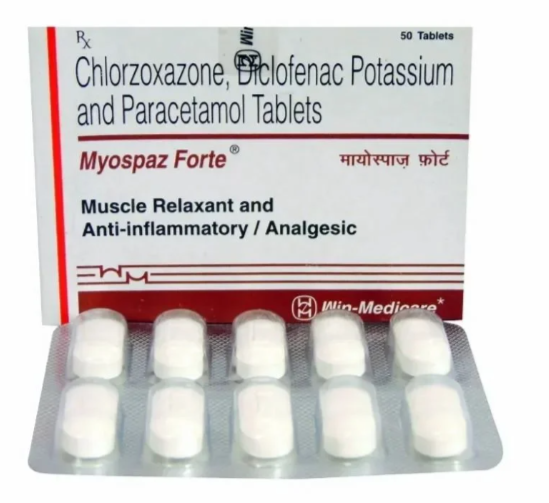 Rx
50 Tablets
Chlorzoxazone, Diclofenac Potassium
and Paracetamol Tablets
Myospaz Forte®
मायोस्पाज़ फ़ोर्ट
Muscle Relaxant and
Anti-inflammatory / Analgesic
Win-Medicare*